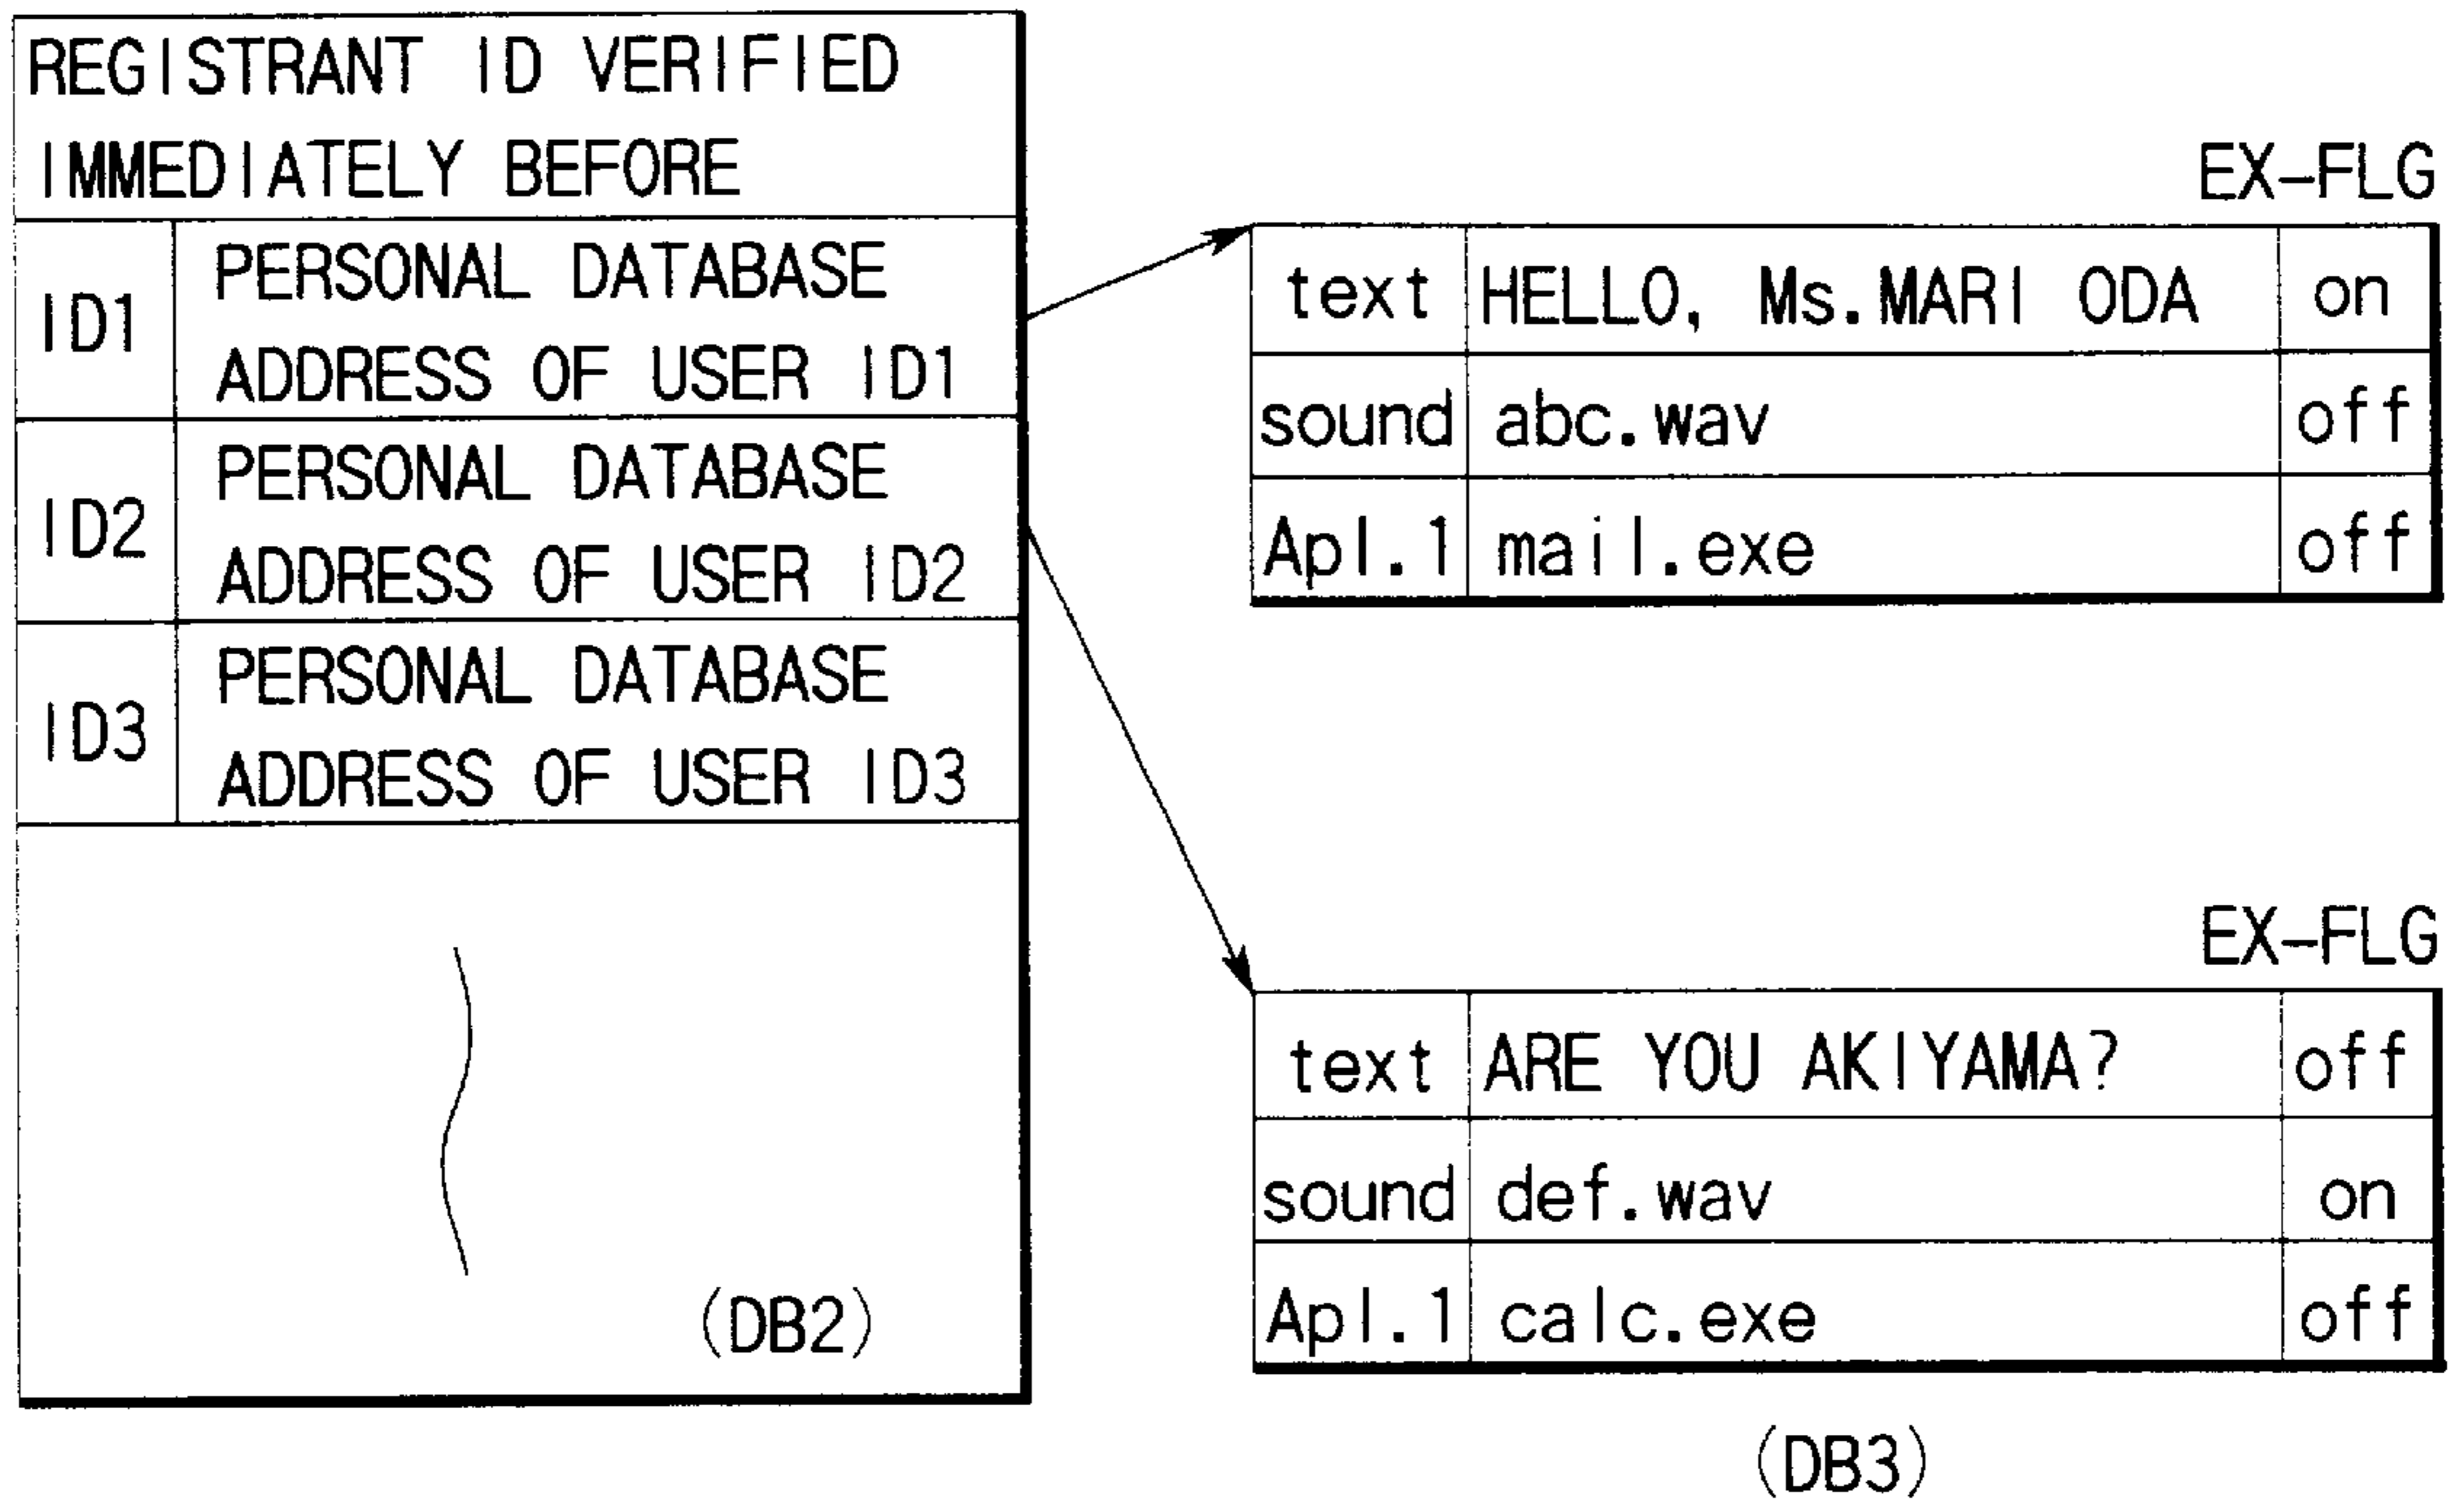 REGISTRANT ID VERIFIED
IMMEDIATELY BEFORE
ID1
PERSONAL DATABASE
ADDRESS OF USER ID1
ID2
PERSONAL DATABASE
ADDRESS OF USER ID2
ID3
PERSONAL DATABASE
ADDRESS OF USER ID3
(DB2)
EX-FLG
text HELLO, Ms.MARI ODA on
sound abc.wav off
Apl.1 mail.exe off
EX-FLG
text ARE YOU AKIYAMA? off
sound def.wav on
Apl.1 calc.exe off
(DB3)